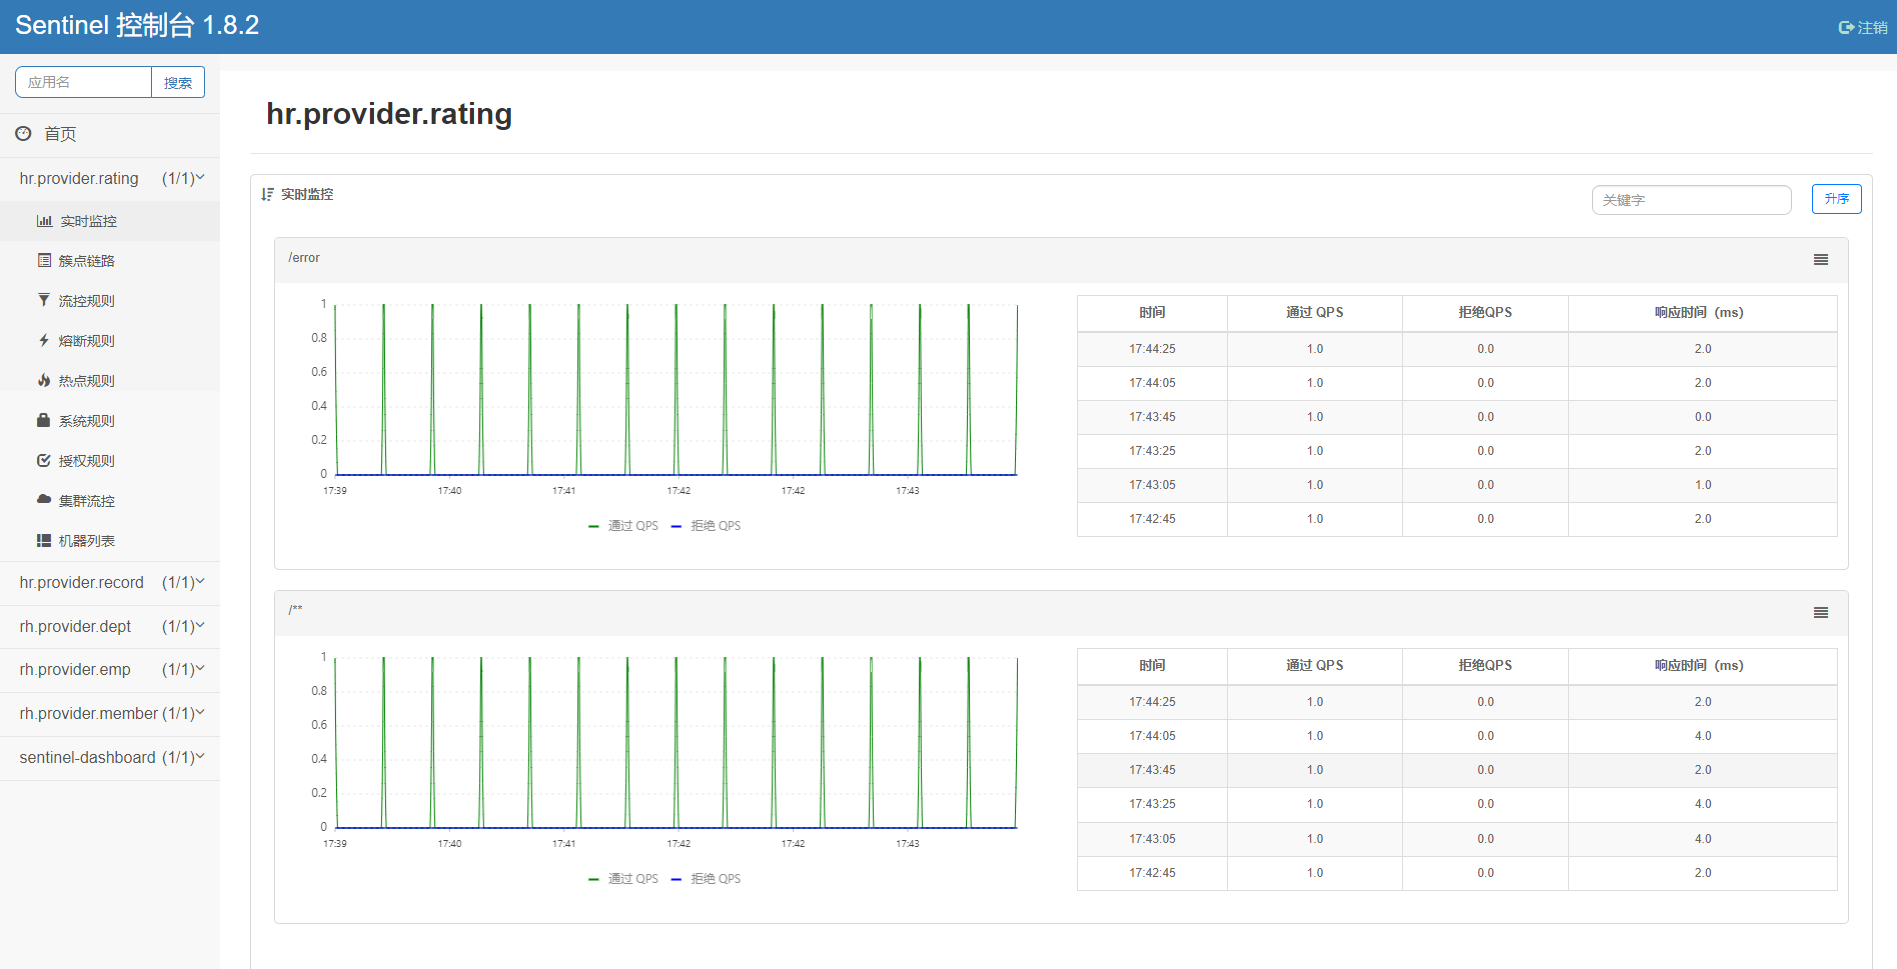 Sentinel 控制台 1.8.2
注销
应用名 搜索
首页
hr.provider.rating (1/1)
实时监控
簇点链路
流控规则
熔断规则
热点规则
系统规则
授权规则
集群流控
机器列表
hr.provider.record (1/1)
rh.provider.dept (1/1)
rh.provider.emp (1/1)
rh.provider.member (1/1)
sentinel-dashboard (1/1)
hr.provider.rating
实时监控 关键字 升序
/error
1
0.8
0.6
0.4
0.2
0
17:39 17:40 17:41 17:42 17:42 17:43
通过 QPS 拒绝 QPS
时间 通过 QPS 拒绝QPS 响应时间（ms）
17:44:25 1.0 0.0 2.0
17:44:05 1.0 0.0 2.0
17:43:45 1.0 0.0 0.0
17:43:25 1.0 0.0 2.0
17:43:05 1.0 0.0 1.0
17:42:45 1.0 0.0 2.0
/**
1
0.8
0.6
0.4
0.2
0
17:39 17:40 17:41 17:42 17:42 17:43
通过 QPS 拒绝 QPS
时间 通过 QPS 拒绝QPS 响应时间（ms）
17:44:25 1.0 0.0 2.0
17:44:05 1.0 0.0 4.0
17:43:45 1.0 0.0 2.0
17:43:25 1.0 0.0 4.0
17:43:05 1.0 0.0 4.0
17:42:45 1.0 0.0 2.0